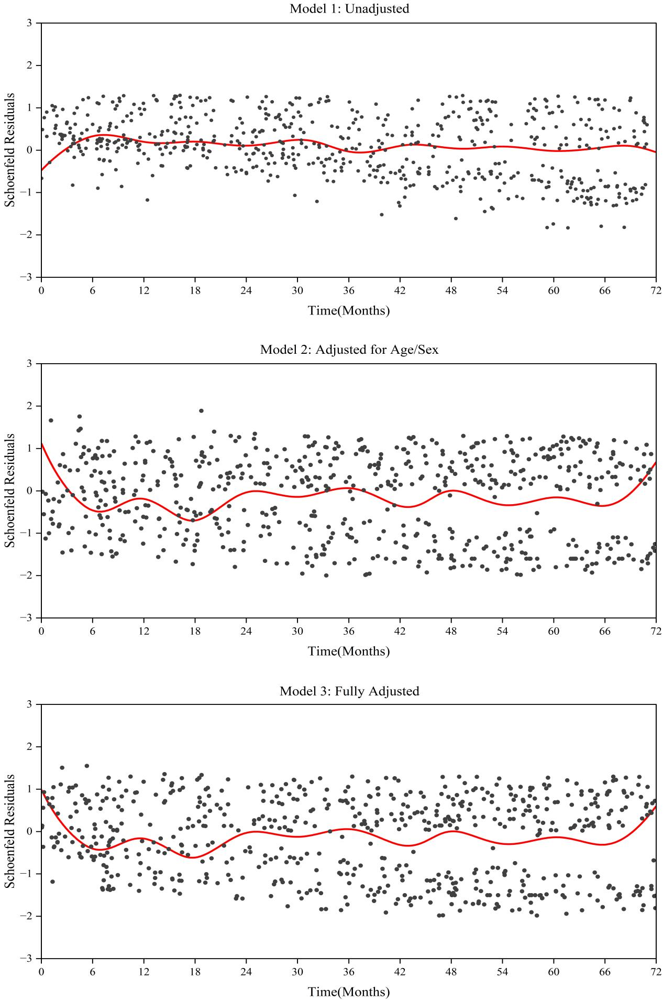 Model 1: Unadjusted
3
2
1
0
−1
−2
−3
Schoenfeld Residuals
0 6 12 18 24 30 36 42 48 54 60 66 72
Time(Months)
Model 2: Adjusted for Age/Sex
3
2
1
0
−1
−2
−3
Schoenfeld Residuals
0 6 12 18 24 30 36 42 48 54 60 66 72
Time(Months)
Model 3: Fully Adjusted
3
2
1
0
−1
−2
−3
Schoenfeld Residuals
0 6 12 18 24 30 36 42 48 54 60 66 72
Time(Months)